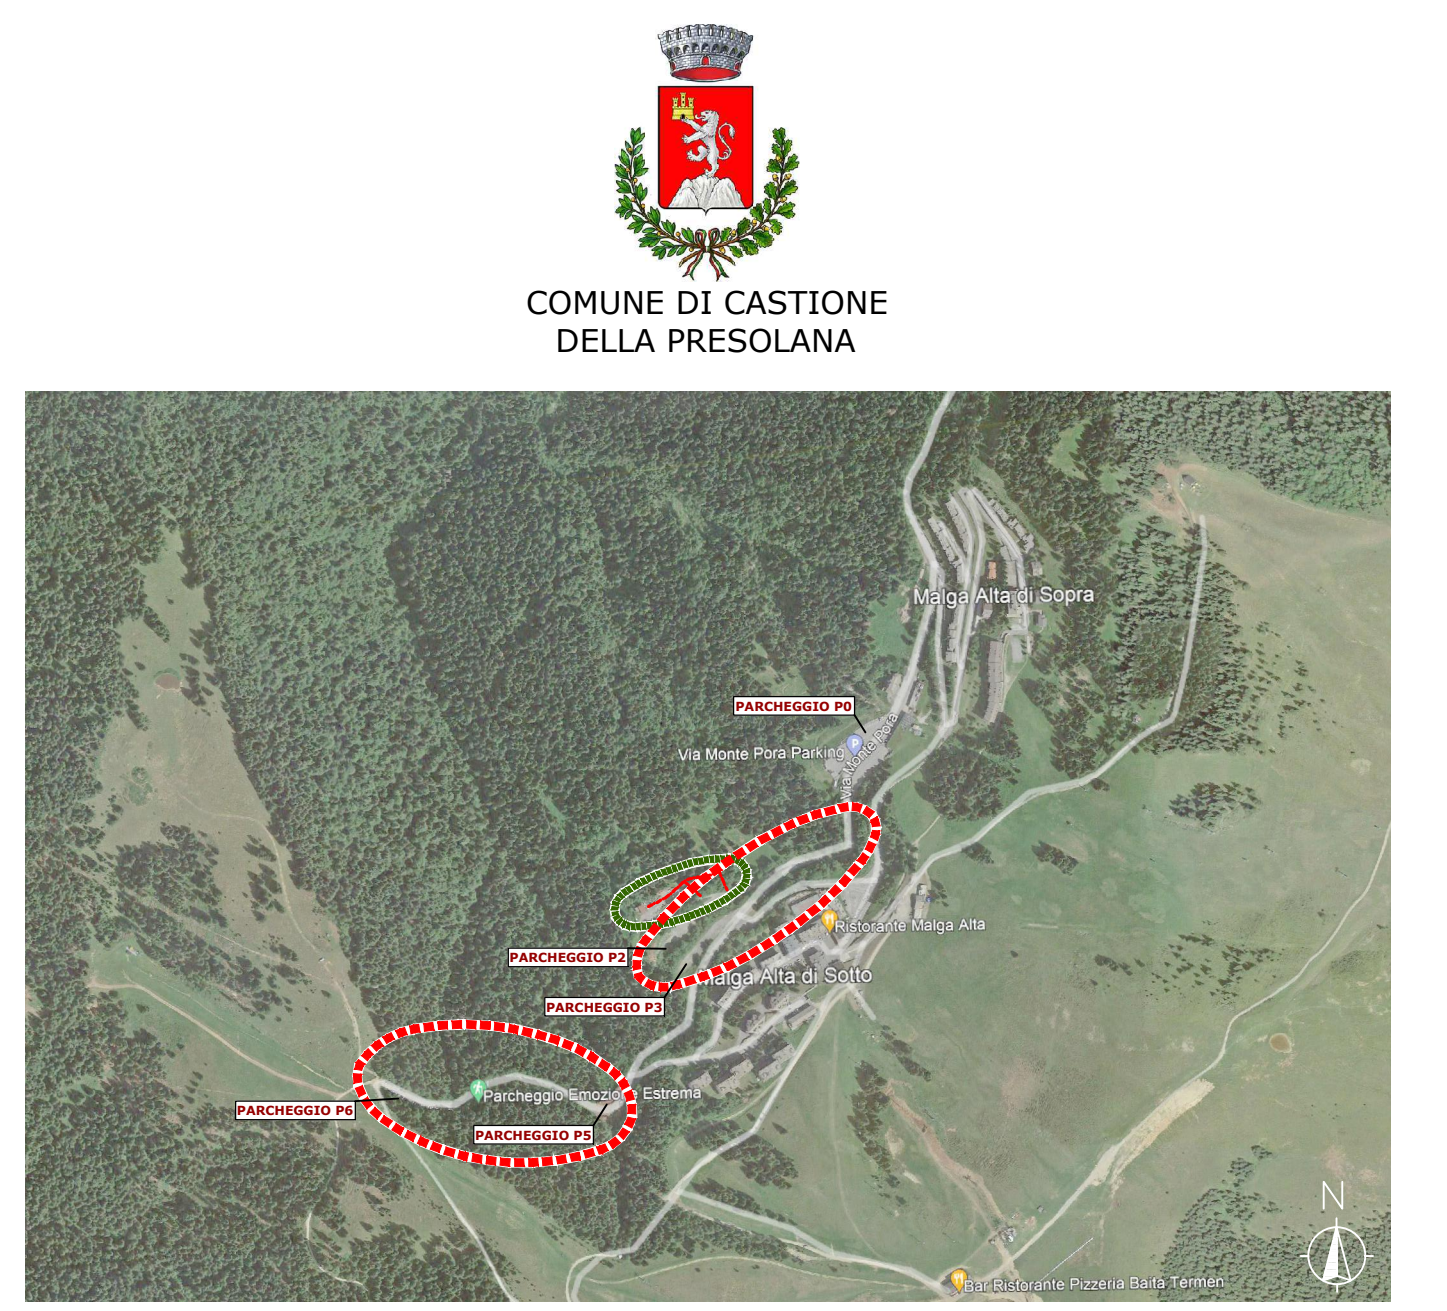 COMUNE DI CASTIONE
DELLA PRESOLANA
Malga Alta di Sopra
PARCHEGGIO P0
Via Monte Pora Parking
P
Via Monte Pora
Ristorante Malga Alta
PARCHEGGIO P2
Malga Alta di Sotto
PARCHEGGIO P3
Parcheggio Emozione Estrema
PARCHEGGIO P6
PARCHEGGIO P5
N
Bar Ristorante Pizzeria Baita Termen